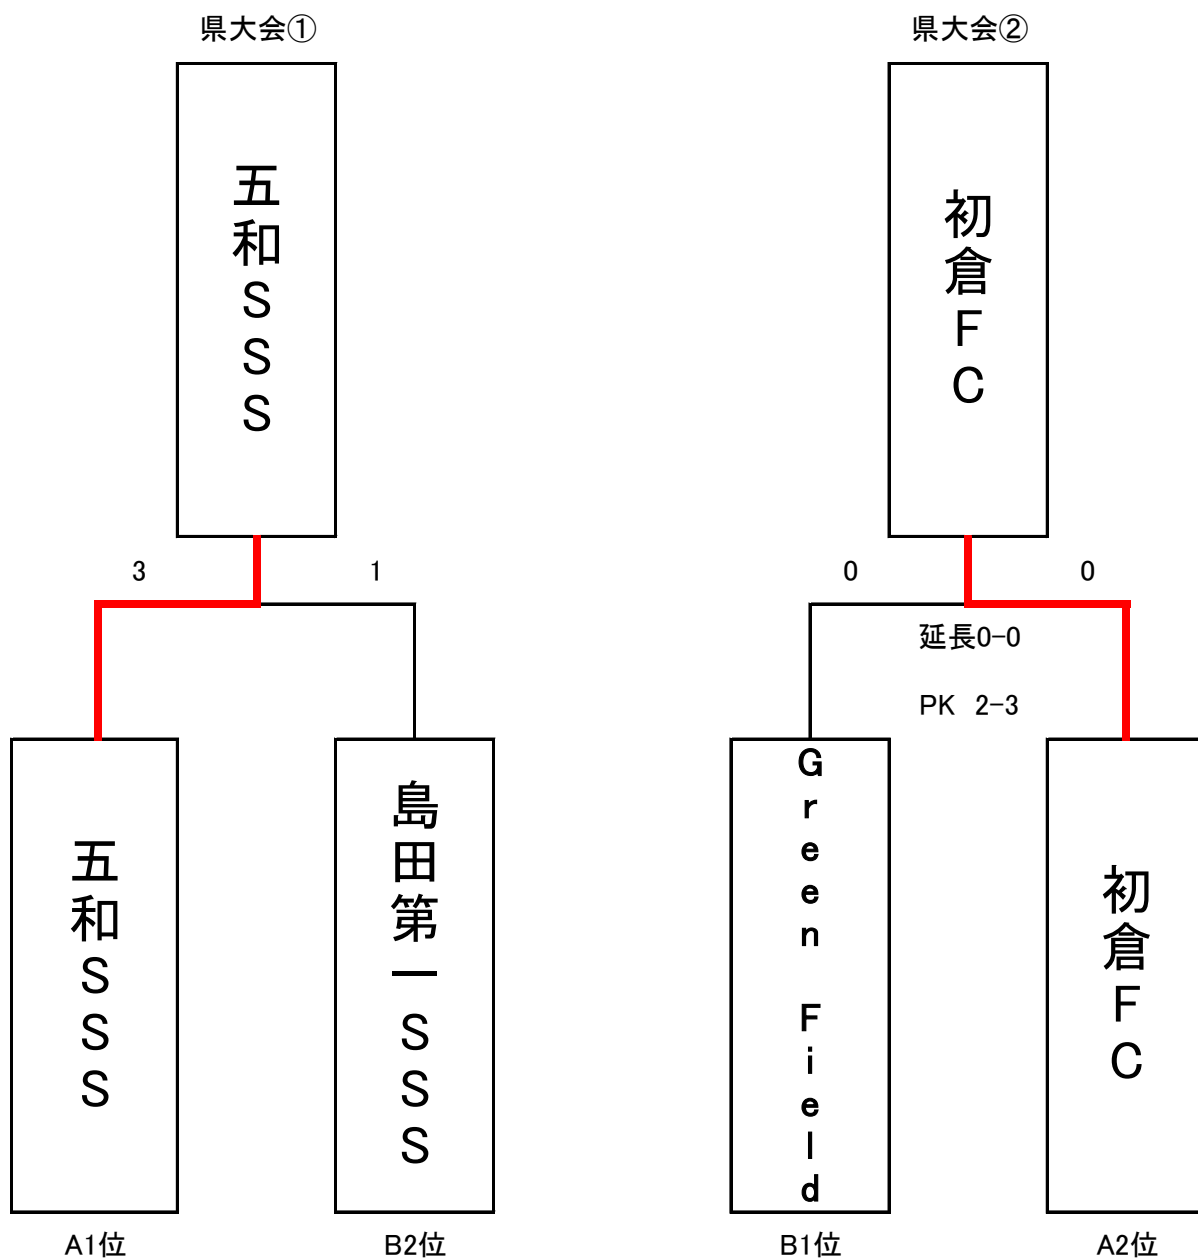 県大会①
県大会②
五和SSS
初倉FC
3
1
0
0
延長0-0
PK 2-3
五和SSS
島田第一SSS
Green Field
初倉FC
A1位
B2位
B1位
A2位